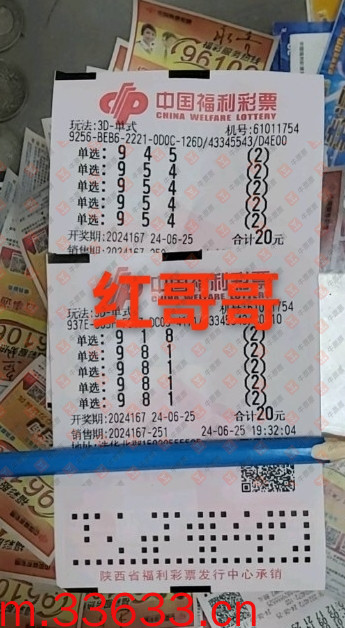 中国福利彩票
CHINA WELFARE LOTTERY
玩法:3D-单式 机号:61011754
9256-BEB6-2221-0D0C-126D/43345543/D4E00
单选: 9 4 5 (2)
单选: 9 5 4 (2)
单选: 9 5 4 (2)
单选: 9 5 4 (2)
单选: 9 5 4 (2)
开奖期:2024167 24-06-25 合计20元
中国福利彩票
红哥哥
单选: 9 1 8 (2)
单选: 9 8 1 (2)
单选: 9 8 1 (2)
单选: 9 8 1 (2)
单选: 9 8 1 (2)
开奖期:2024167 24-06-25 合计20元
销售期:2024167-251 24-06-25 19:32:04
陕西省福利彩票发行中心承销
m.33633.cn